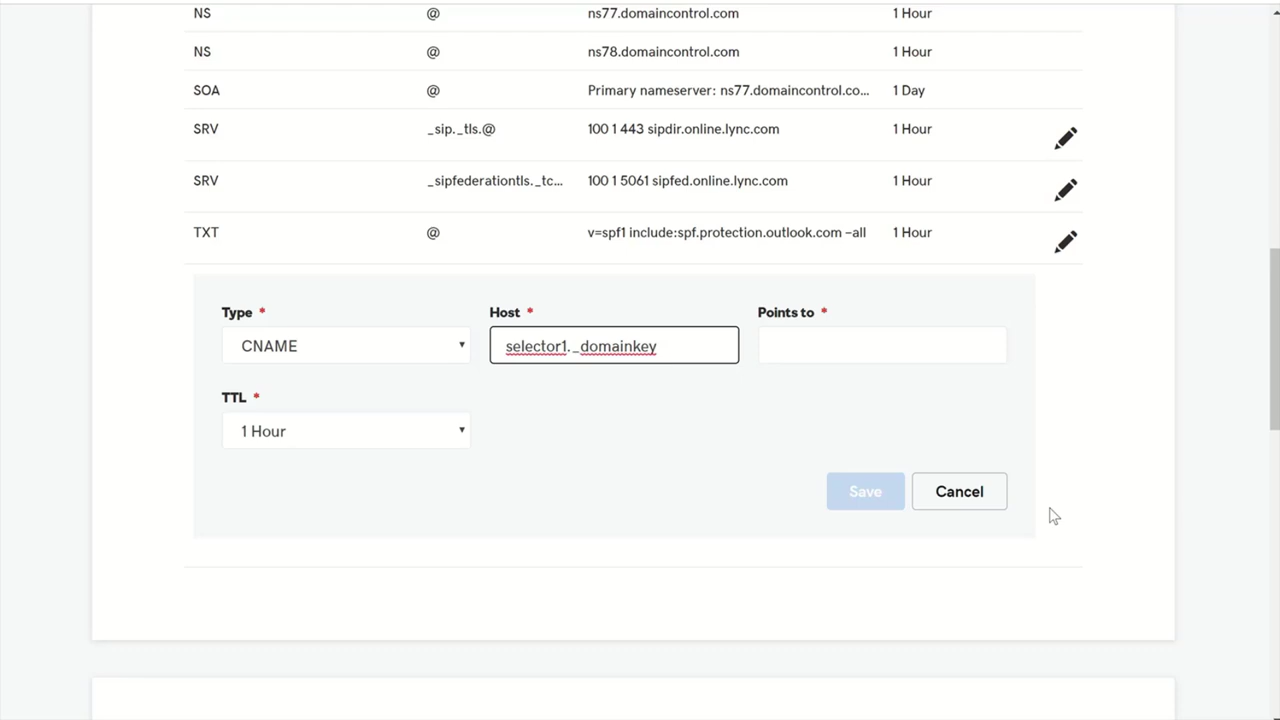 NS @ ns77.domaincontrol.com 1 Hour
NS @ ns78.domaincontrol.com 1 Hour
SOA @ Primary nameserver: ns77.domaincontrol.co... 1 Day
SRV _sip._tls.@ 100 1 443 sipdir.online.lync.com 1 Hour
SRV _sipfederationtls._tc... 100 1 5061 sipfed.online.lync.com 1 Hour
TXT @ v=spf1 include:spf.protection.outlook.com -all 1 Hour
Type * Host * Points to *
CNAME selector1._domainkey
TTL *
1 Hour
Save Cancel